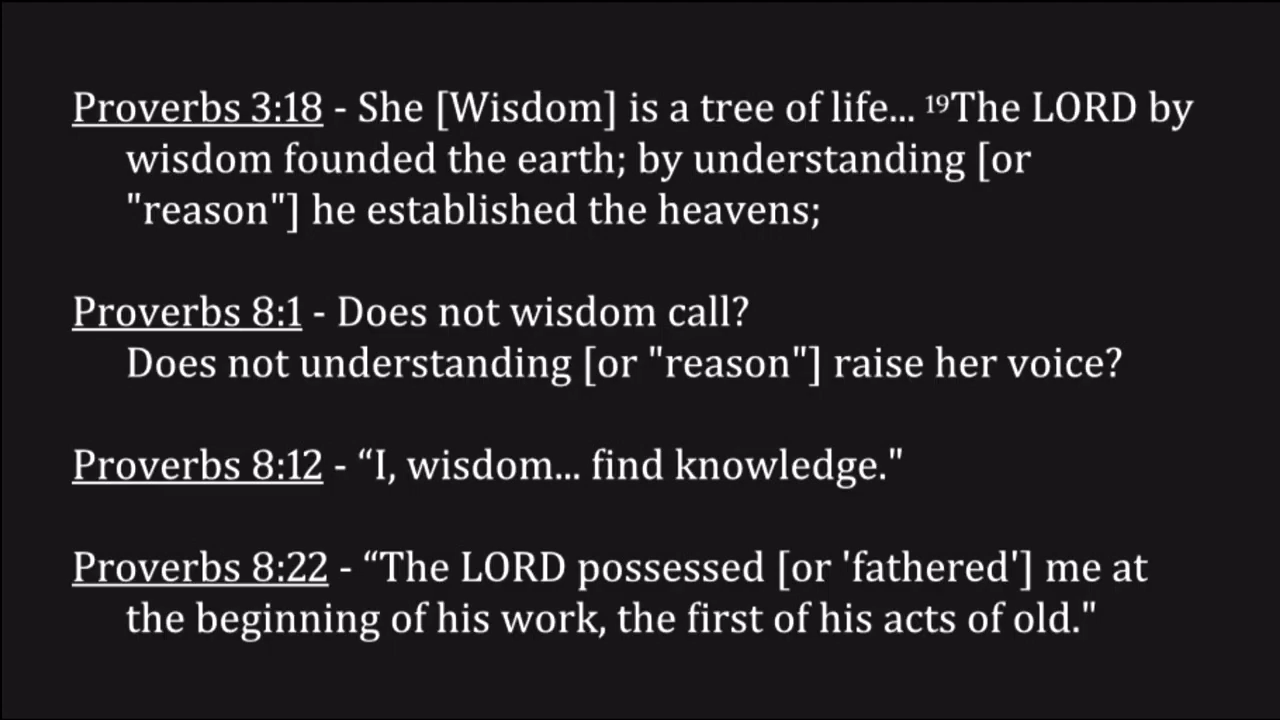 Proverbs 3:18 - She [Wisdom] is a tree of life... ¹⁹The LORD by
wisdom founded the earth; by understanding [or
"reason"] he established the heavens;
Proverbs 8:1 - Does not wisdom call?
Does not understanding [or "reason"] raise her voice?
Proverbs 8:12 - “I, wisdom... find knowledge."
Proverbs 8:22 - “The LORD possessed [or 'fathered'] me at
the beginning of his work, the first of his acts of old."